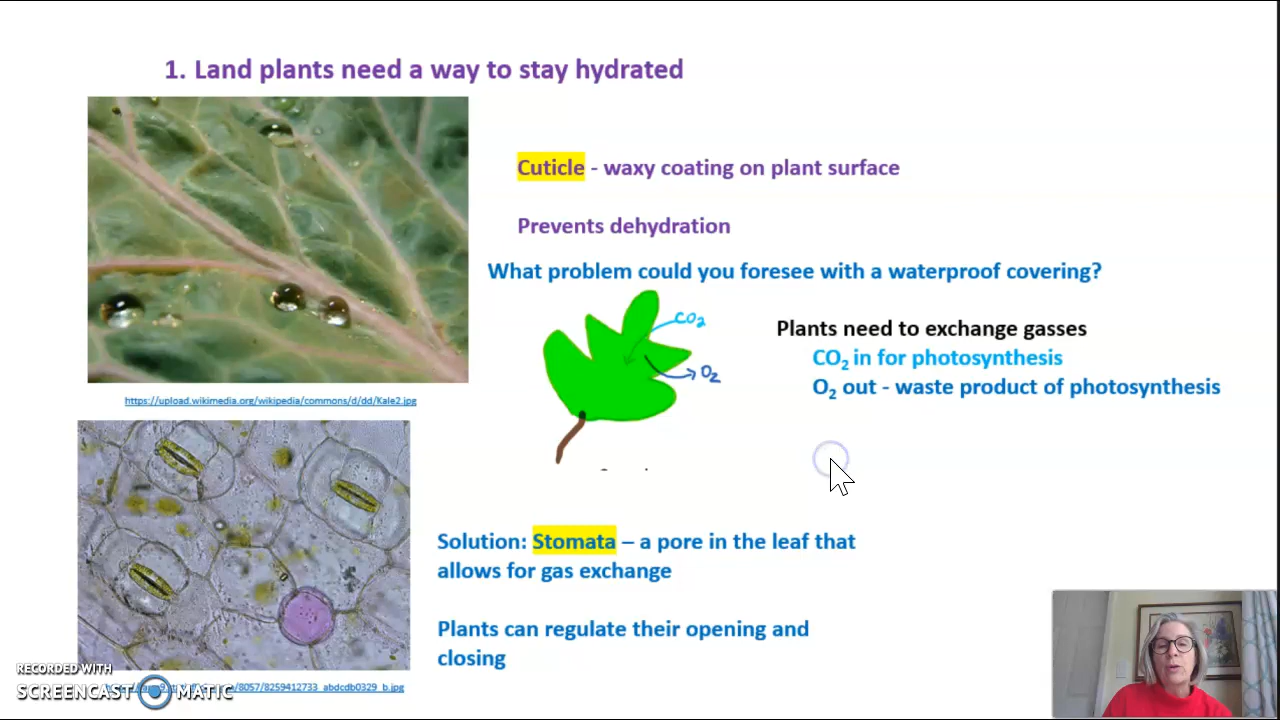 1. Land plants need a way to stay hydrated
Cuticle - waxy coating on plant surface
Prevents dehydration
What problem could you foresee with a waterproof covering?
CO2
O2
Plants need to exchange gasses
CO2 in for photosynthesis
O2 out - waste product of photosynthesis
https://upload.wikimedia.org/wikipedia/commons/d/dd/Kale2.jpg
Solution: Stomata – a pore in the leaf that
allows for gas exchange
Plants can regulate their opening and
closing
RECORDED WITH
SCREENCAST MATIC
/8057/8259412733_abdcdb0329_b.jpg